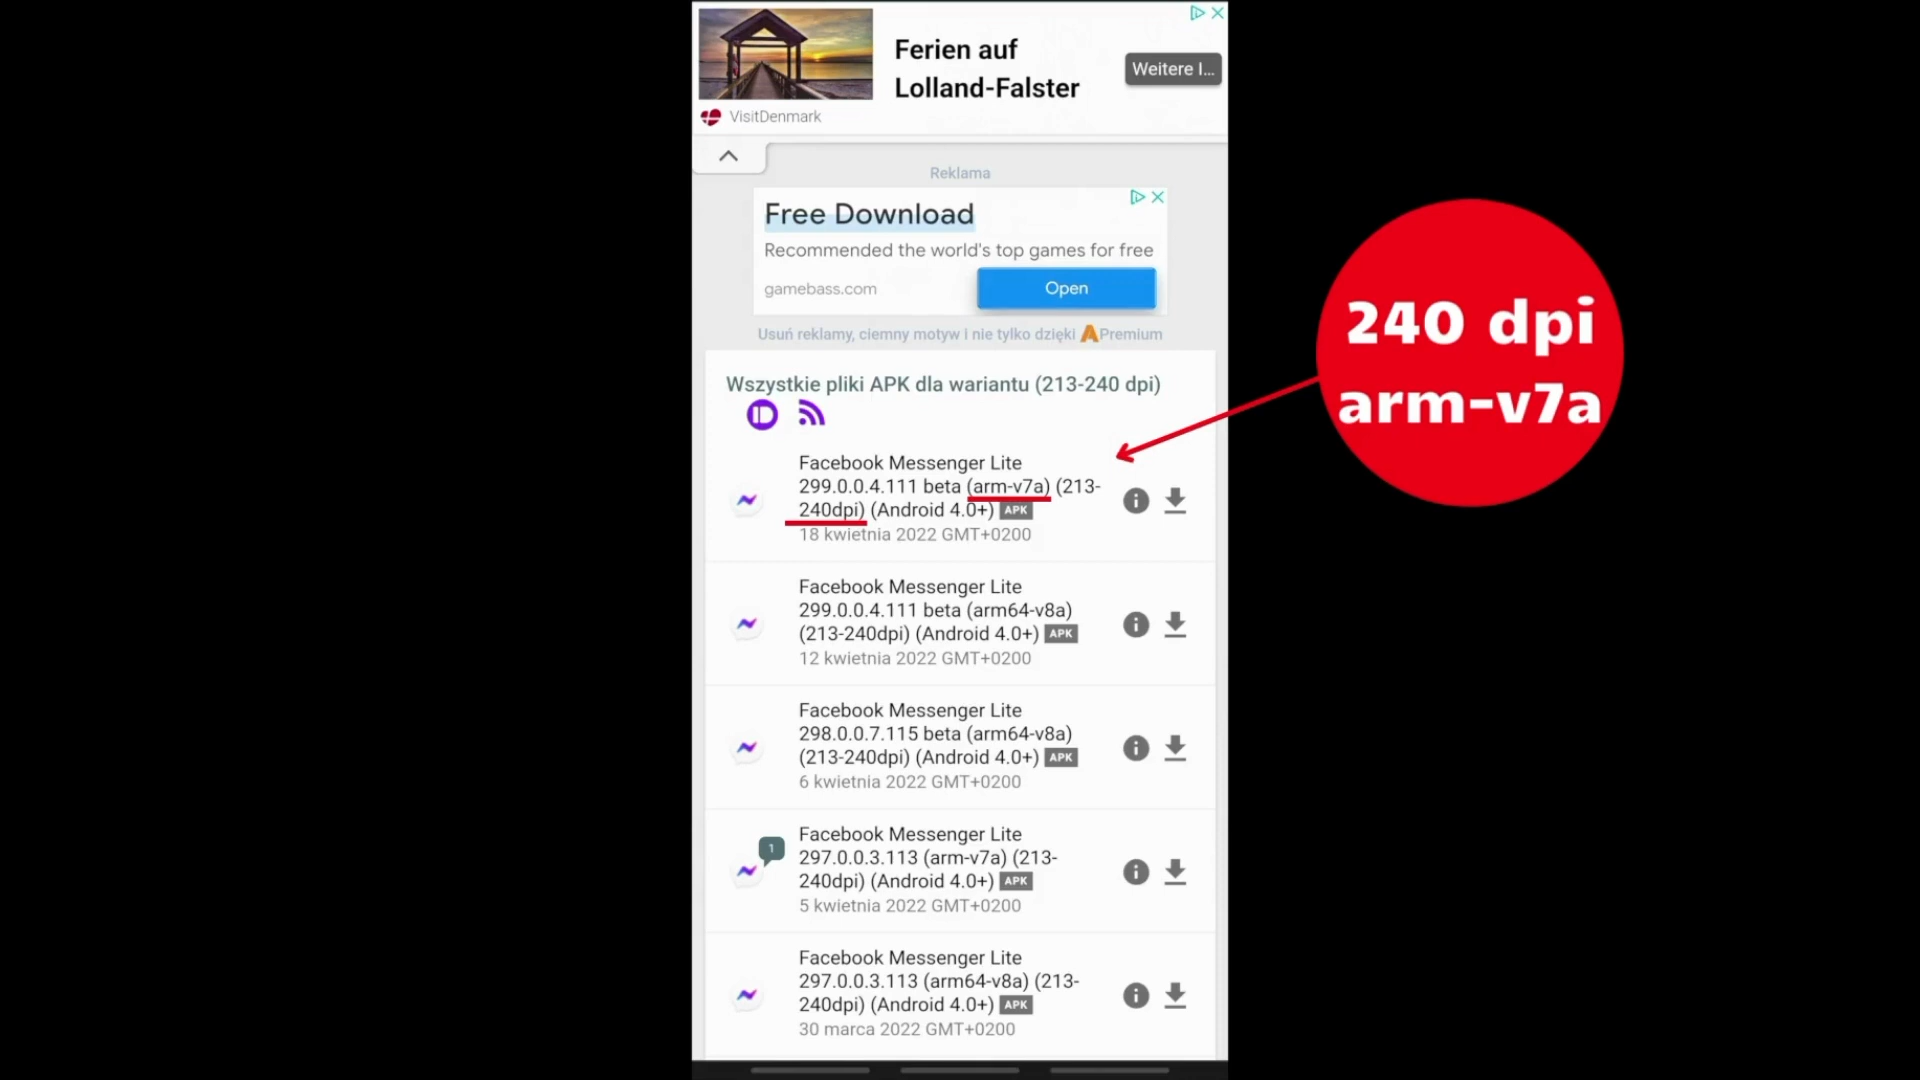 Ferien auf
Lolland-Falster
Weitere I...
VisitDenmark
Reklama
Free Download
Recommended the world's top games for free
gamebass.com
Open
Usuń reklamy, ciemny motyw i nie tylko dzięki Premium
Wszystkie pliki APK dla wariantu (213-240 dpi)
Facebook Messenger Lite
299.0.0.4.111 beta (arm-v7a) (213-
240dpi) (Android 4.0+) APK
18 kwietnia 2022 GMT+0200
Facebook Messenger Lite
299.0.0.4.111 beta (arm64-v8a)
(213-240dpi) (Android 4.0+) APK
12 kwietnia 2022 GMT+0200
Facebook Messenger Lite
298.0.0.7.115 beta (arm64-v8a)
(213-240dpi) (Android 4.0+) APK
6 kwietnia 2022 GMT+0200
1
Facebook Messenger Lite
297.0.0.3.113 (arm-v7a) (213-
240dpi) (Android 4.0+) APK
5 kwietnia 2022 GMT+0200
Facebook Messenger Lite
297.0.0.3.113 (arm64-v8a) (213-
240dpi) (Android 4.0+) APK
30 marca 2022 GMT+0200
240 dpi
arm-v7a